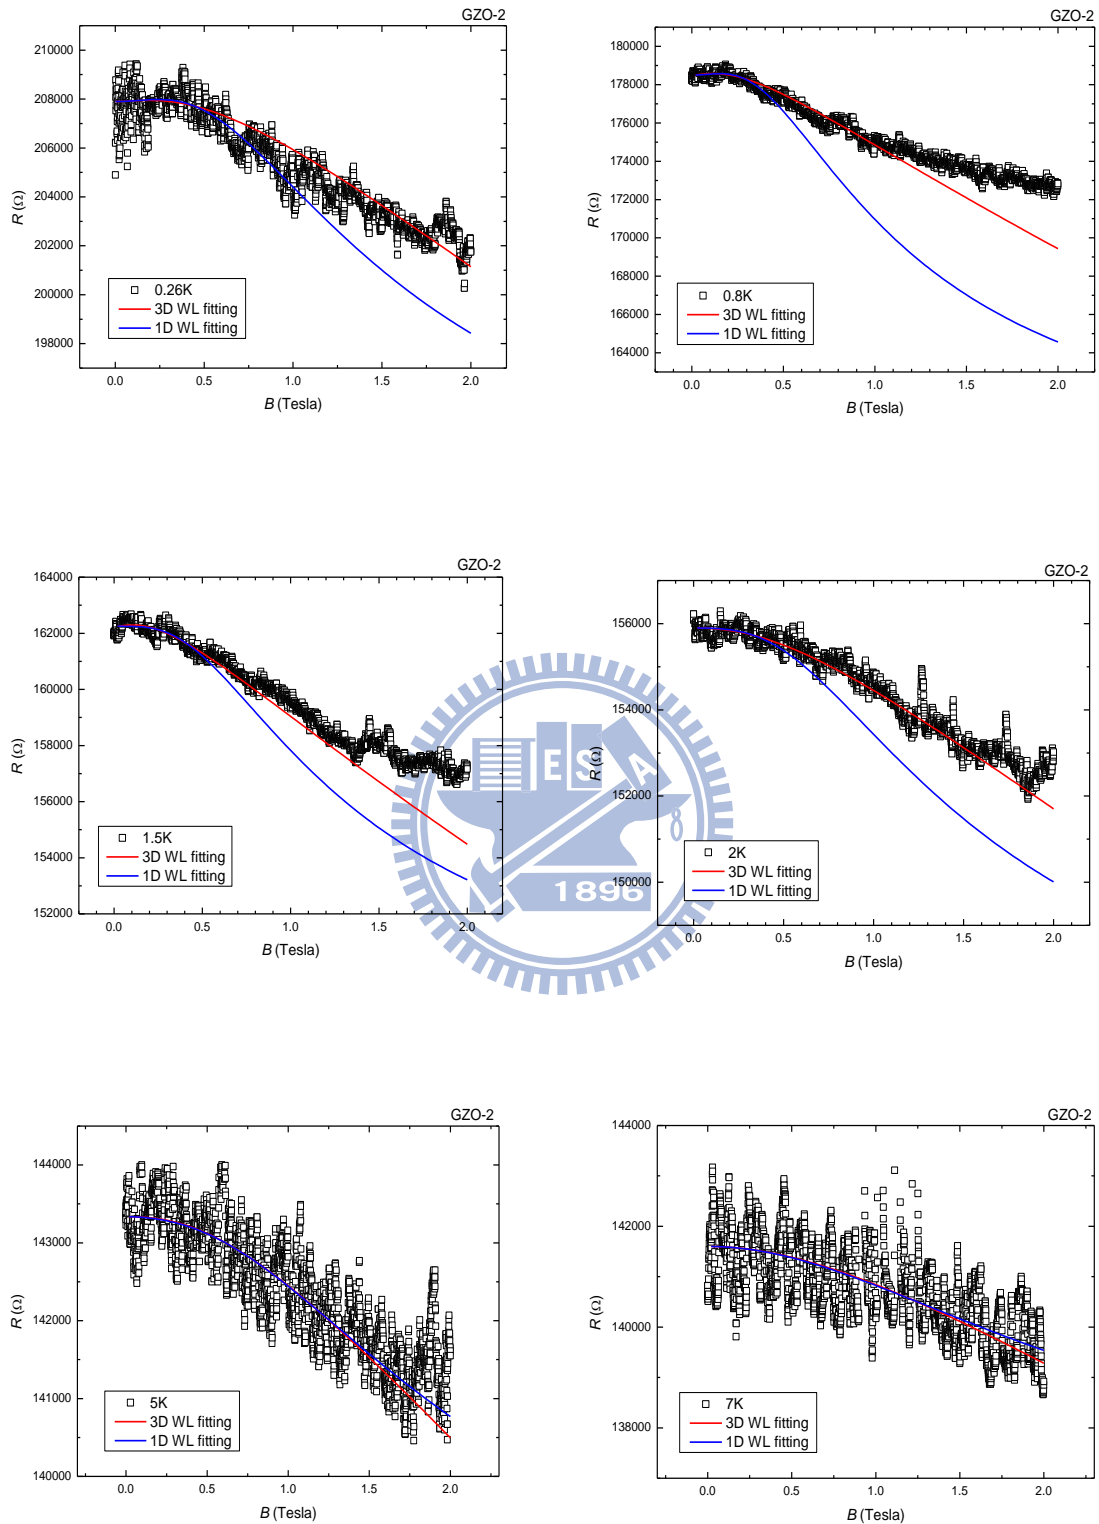 GZO-2
210000
208000
206000
204000
202000
200000
198000
R (Ω)
0.26K
3D WL fitting
1D WL fitting
0.0 0.5 1.0 1.5 2.0
B (Tesla)
GZO-2
180000
178000
176000
174000
172000
170000
168000
166000
164000
R (Ω)
0.8K
3D WL fitting
1D WL fitting
0.0 0.5 1.0 1.5 2.0
B (Tesla)
GZO-2
164000
162000
160000
158000
156000
154000
152000
R (Ω)
1.5K
3D WL fitting
1D WL fitting
0.0 0.5 1.0 1.5 2.0
B (Tesla)
GZO-2
156000
154000
152000
150000
R (Ω)
2K
3D WL fitting
1D WL fitting
0.0 0.5 1.0 1.5 2.0
B (Tesla)
E S A
1896
GZO-2
144000
143000
142000
141000
140000
R (Ω)
5K
3D WL fitting
1D WL fitting
0.0 0.5 1.0 1.5 2.0
B (Tesla)
GZO-2
144000
142000
140000
138000
R (Ω)
7K
3D WL fitting
1D WL fitting
0.0 0.5 1.0 1.5 2.0
B (Tesla)